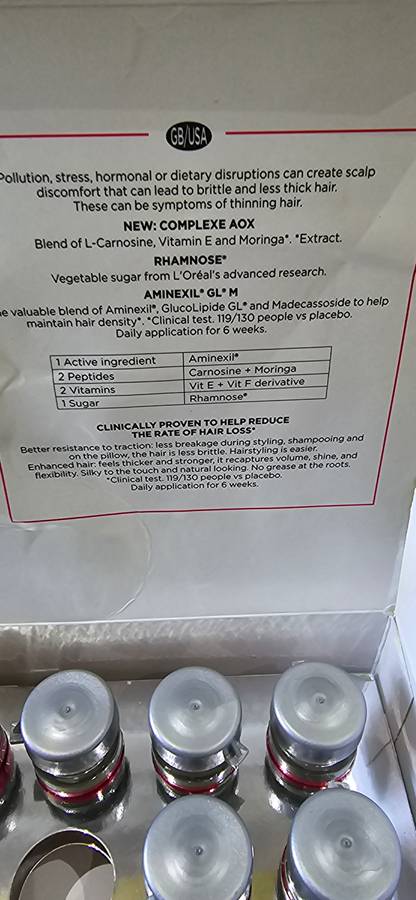 GB/USA
Pollution, stress, hormonal or dietary disruptions can create scalp
discomfort that can lead to brittle and less thick hair.
These can be symptoms of thinning hair.
NEW: COMPLEXE AOX
Blend of L-Carnosine, Vitamin E and Moringa*. *Extract.
RHAMNOSE®
Vegetable sugar from L'Oréal's advanced research.
AMINEXIL® GL® M
e valuable blend of Aminexil®, GlucoLipide GL® and Madecassoside to help
maintain hair density*. *Clinical test. 119/130 people vs placebo.
Daily application for 6 weeks.
1 Active ingredient Aminexil®
2 Peptides Carnosine + Moringa
2 Vitamins Vit E + Vit F derivative
1 Sugar Rhamnose®
CLINICALLY PROVEN TO HELP REDUCE
THE RATE OF HAIR LOSS*
Better resistance to traction: less breakage during styling, shampooing and
on the pillow, the hair is less brittle. Hairstyling is easier.
Enhanced hair: feels thicker and stronger, it recaptures volume, shine, and
flexibility. Silky to the touch and natural looking. No grease at the roots.
*Clinical test. 119/130 people vs placebo.
Daily application for 6 weeks.